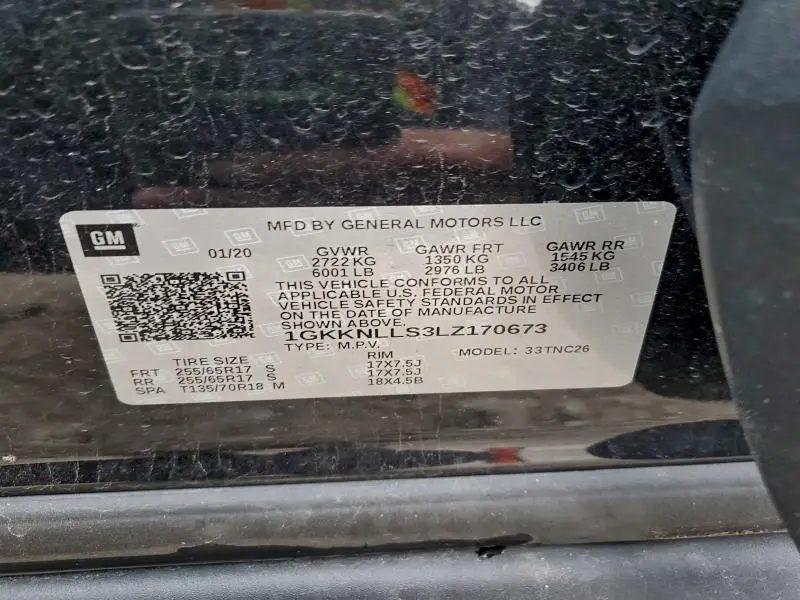 GM
MFD BY GENERAL MOTORS LLC
01/20 GVWR GAWR FRT GAWR RR
2722KG 1350 KG 1545 KG
6001 LB 2976 LB 3406 LB
THIS VEHICLE CONFORMS TO ALL
APPLICABLE U.S. FEDERAL MOTOR
VEHICLE SAFETY STANDARDS IN EFFECT
ON THE DATE OF MANUFACTURE
SHOWN ABOVE.
1GKKNLLS3LZ170673
TYPE: M.P.V. MODEL: 33TNC26
TIRE SIZE RIM
FRT 255/65R17 S 17X7.5J
RR 255/65R17 S 17X7.5J
SPA T135/70R18 M 18X4.5B